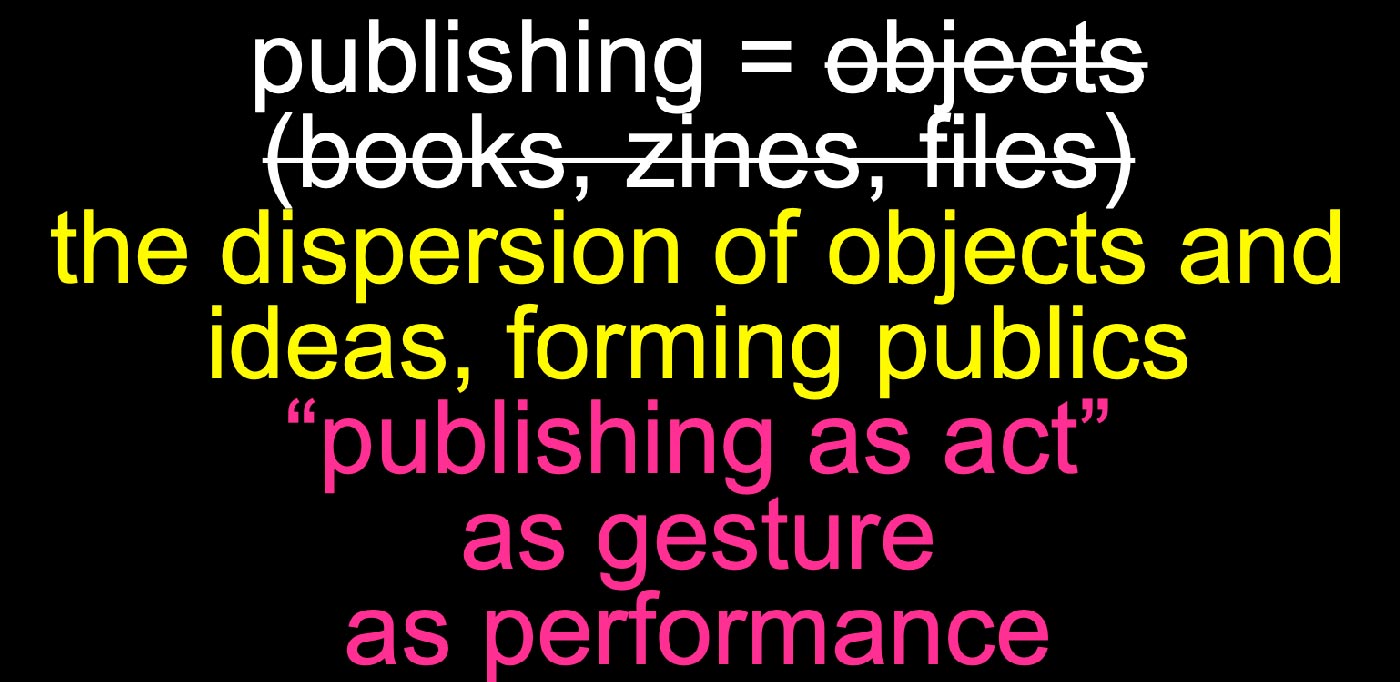 publishing = objects
(books, zines, files)
the dispersion of objects and
ideas, forming publics
“publishing as act”
as gesture
as performance